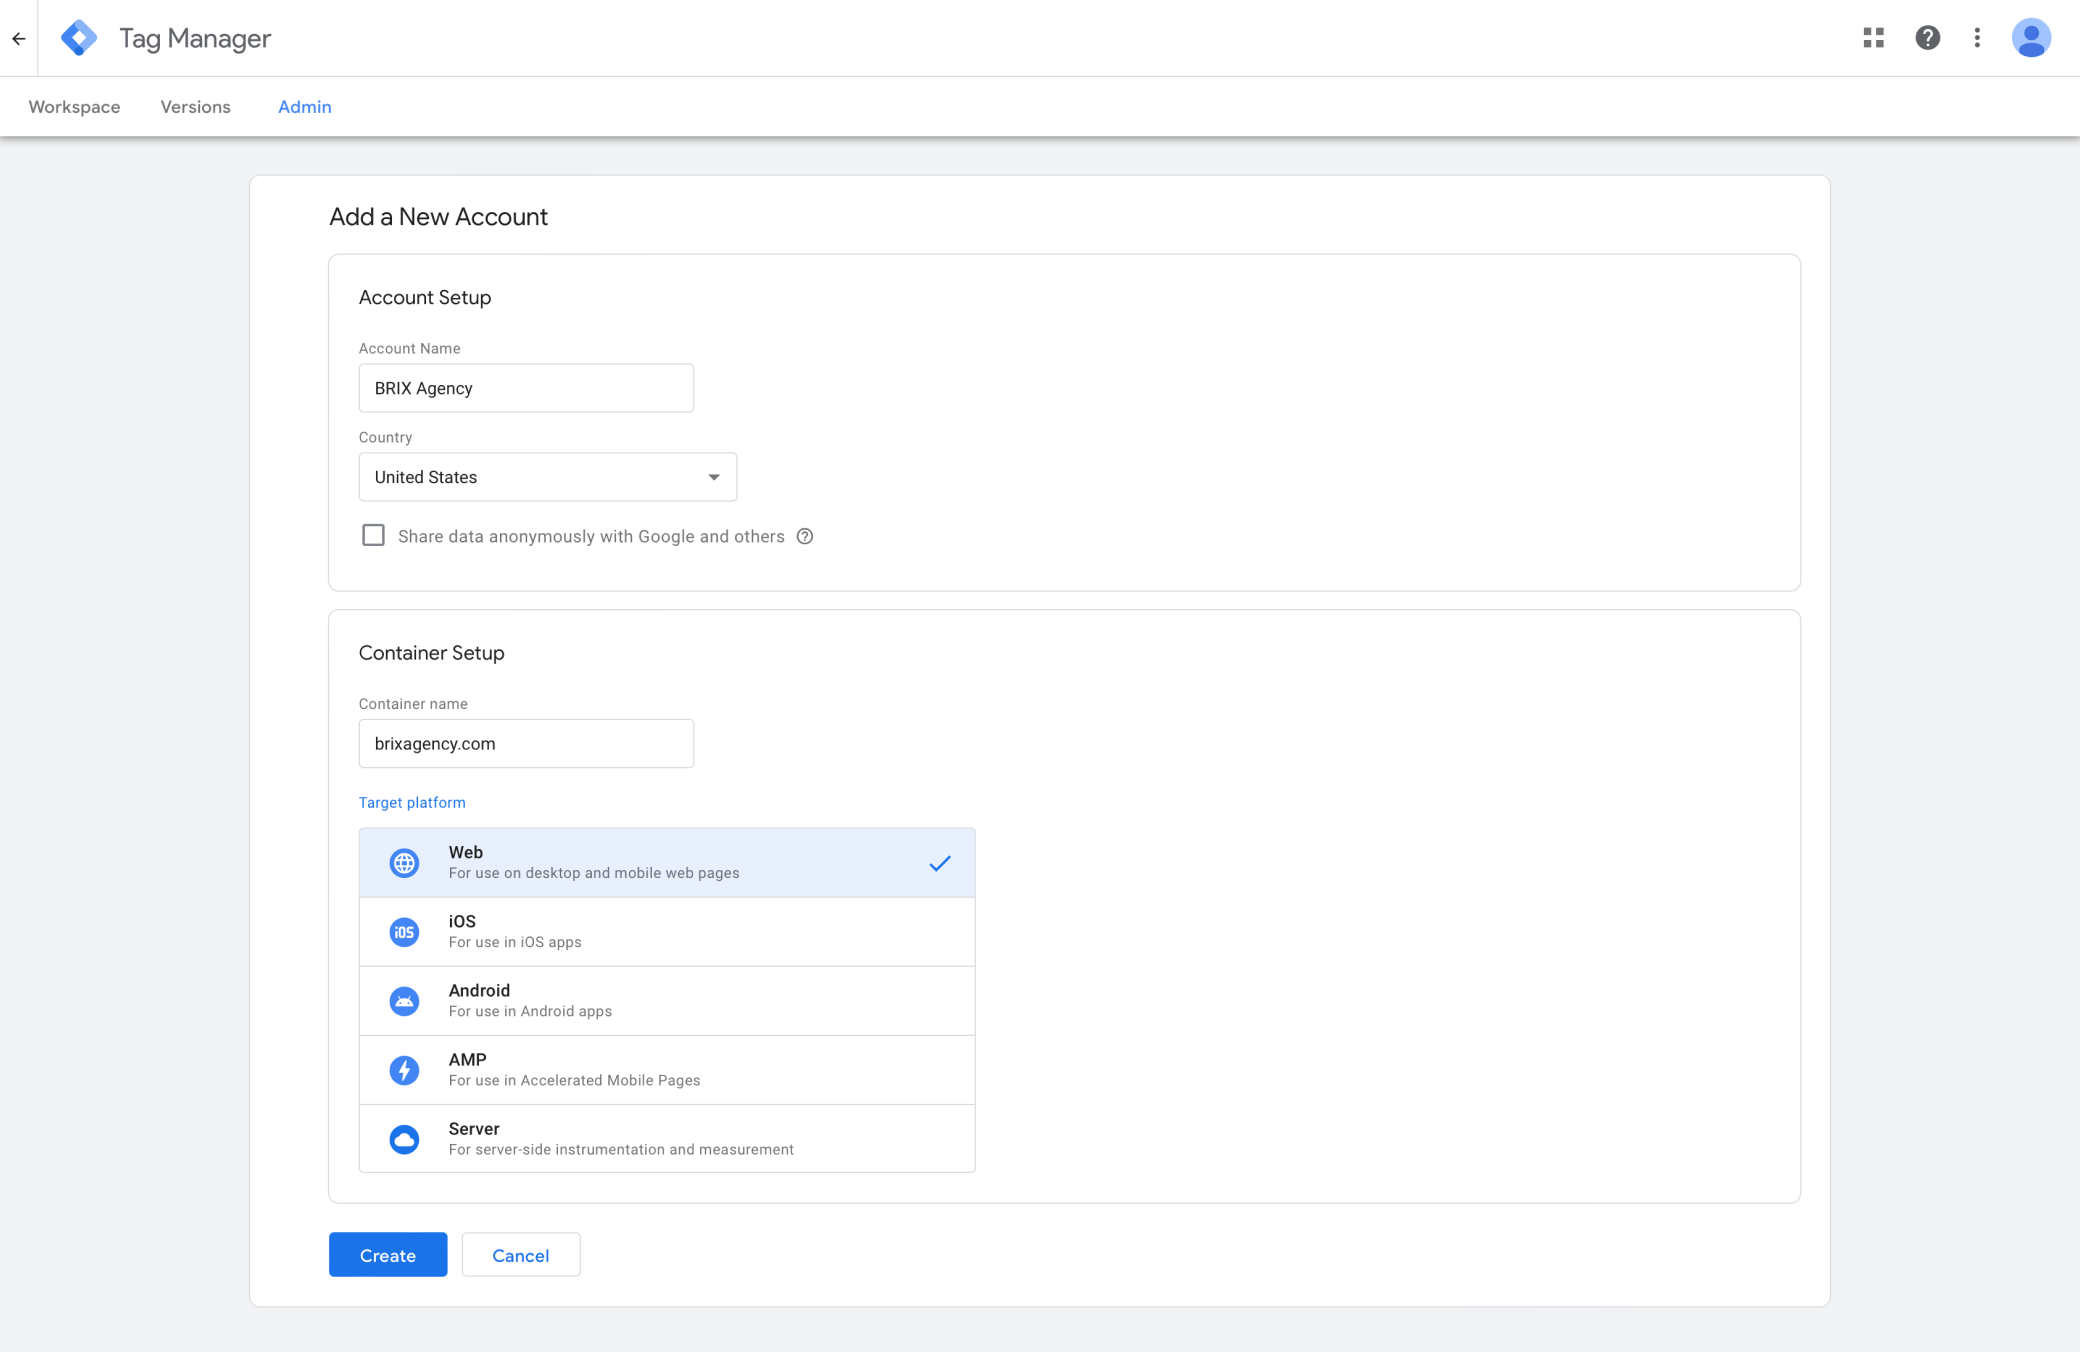 Tag Manager
Workspace Versions Admin
Add a New Account
Account Setup
Account Name
BRIX Agency
Country
United States
Share data anonymously with Google and others
Container Setup
Container name
brixagency.com
Target platform
Web
For use on desktop and mobile web pages
iOS
iOS
For use in iOS apps
Android
For use in Android apps
AMP
For use in Accelerated Mobile Pages
Server
For server-side instrumentation and measurement
Create Cancel